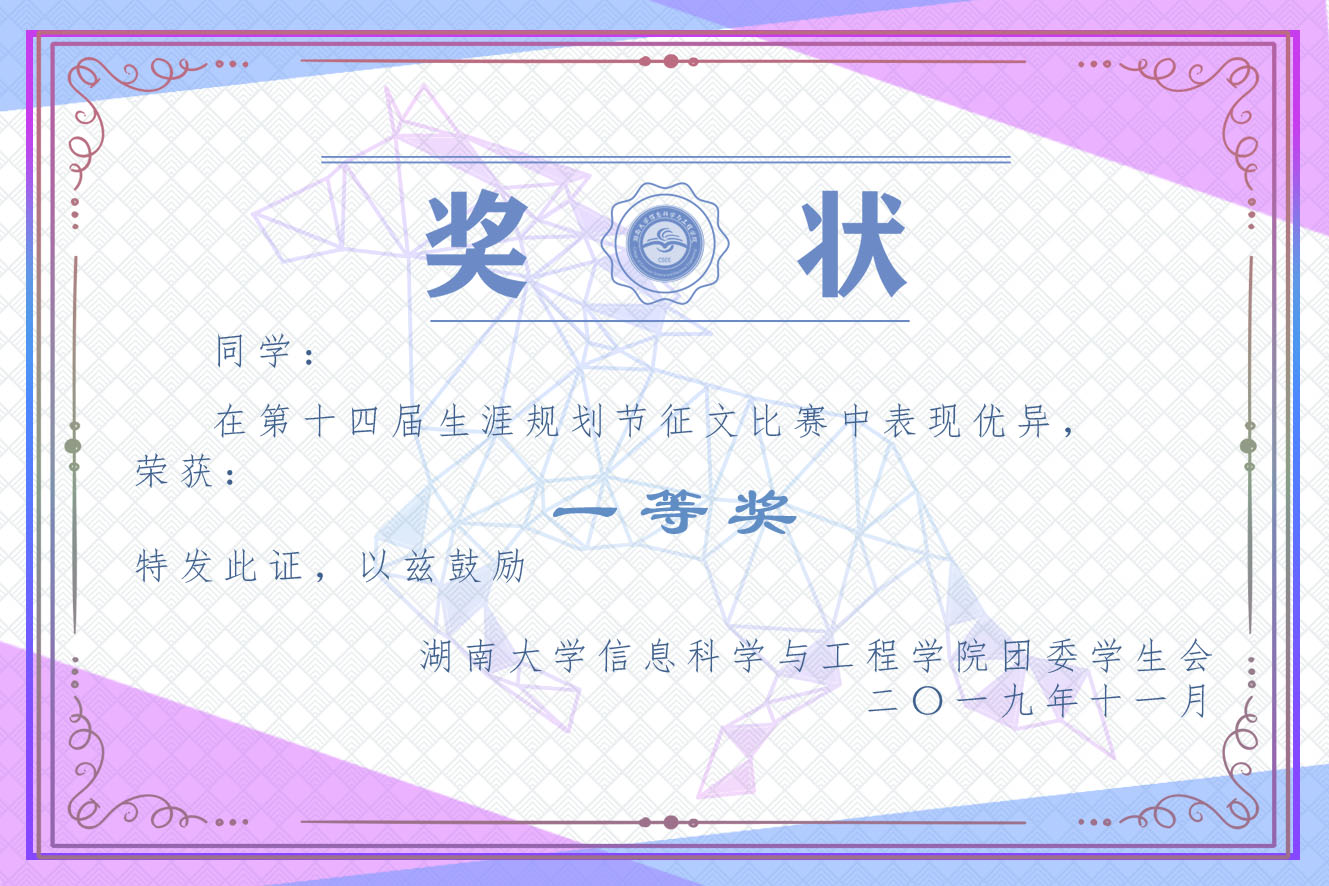 奖 状
湖南大学信息科学与工程学院
CSEE
同学：
在第十四届生涯规划节征文比赛中表现优异，
荣获：
一等奖
特发此证，以兹鼓励
湖南大学信息科学与工程学院团委学生会
二〇一九年十一月